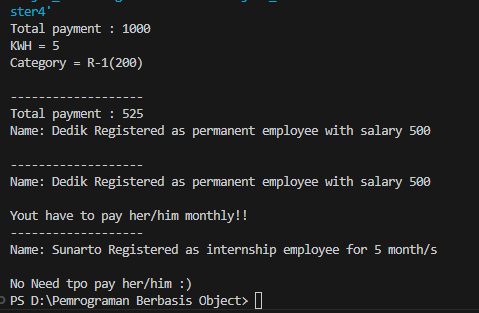 ster4'
Total payment : 1000
KWH = 5
Category = R-1(200)
-------------------
Total payment : 525
Name: Dedik Registered as permanent employee with salary 500
-------------------
Name: Dedik Registered as permanent employee with salary 500
Yout have to pay her/him monthly!!
-------------------
Name: Sunarto Registered as internship employee for 5 month/s
No Need tpo pay her/him :)
PS D:\Pemrograman Berbasis Object>